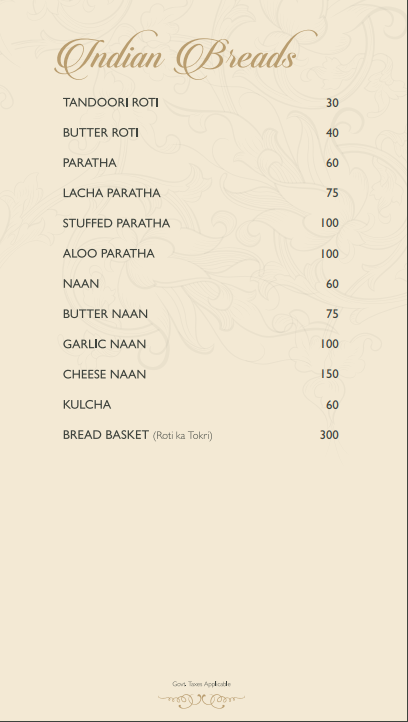 Indian Breads
TANDOORI ROTI 30
BUTTER ROTI 40
PARATHA 60
LACHA PARATHA 75
STUFFED PARATHA 100
ALOO PARATHA 100
NAAN 60
BUTTER NAAN 75
GARLIC NAAN 100
CHEESE NAAN 150
KULCHA 60
BREAD BASKET (Roti ka Tokri) 300
Govt. Taxes Applicable